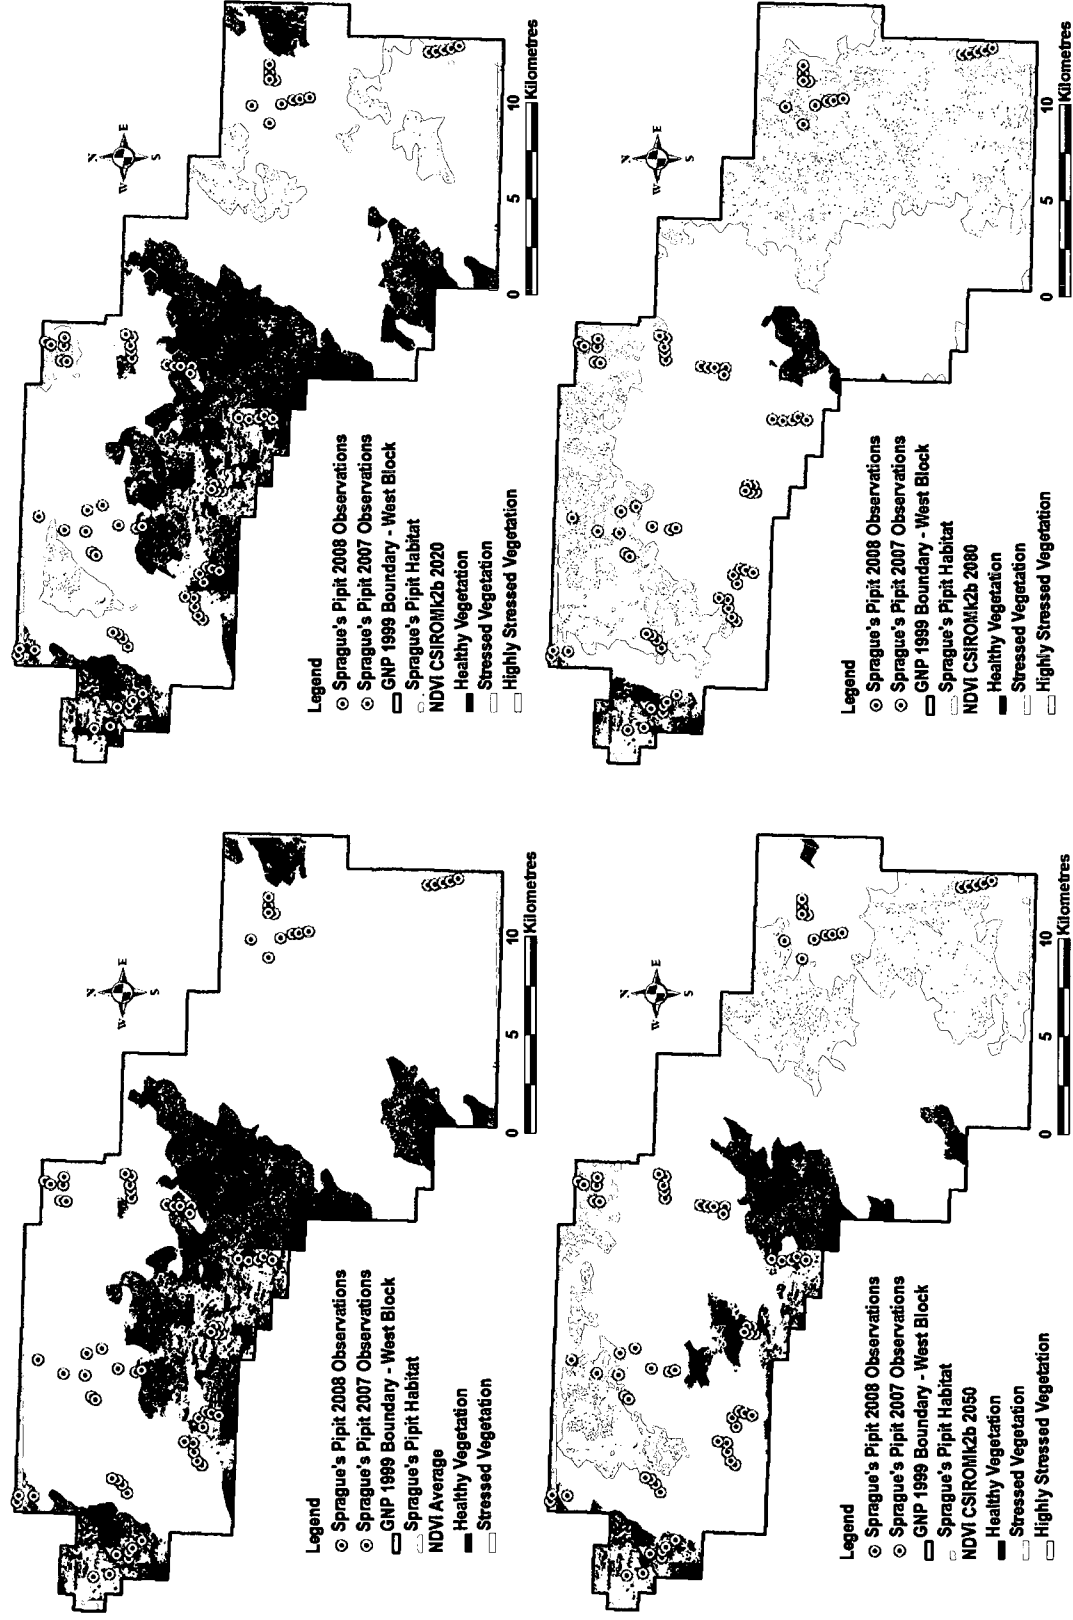 N
W E
S
Legend
Sprague's Pipit 2008 Observations
Sprague's Pipit 2007 Observations
GNP 1999 Boundary - West Block
Sprague's Pipit Habitat
NDVI Average
Healthy Vegetation
Stressed Vegetation
0 5 10
Kilometres
N
W E
S
Legend
Sprague's Pipit 2008 Observations
Sprague's Pipit 2007 Observations
GNP 1999 Boundary - West Block
Sprague's Pipit Habitat
NDVI CSIROMk2b 2020
Healthy Vegetation
Stressed Vegetation
Highly Stressed Vegetation
0 5 10
Kilometres
N
W E
S
Legend
Sprague's Pipit 2008 Observations
Sprague's Pipit 2007 Observations
GNP 1999 Boundary - West Block
Sprague's Pipit Habitat
NDVI CSIROMk2b 2050
Healthy Vegetation
Stressed Vegetation
Highly Stressed Vegetation
0 5 10
Kilometres
N
W E
S
Legend
Sprague's Pipit 2008 Observations
Sprague's Pipit 2007 Observations
GNP 1999 Boundary - West Block
Sprague's Pipit Habitat
NDVI CSIROMk2b 2080
Healthy Vegetation
Stressed Vegetation
Highly Stressed Vegetation
0 5 10
Kilometres